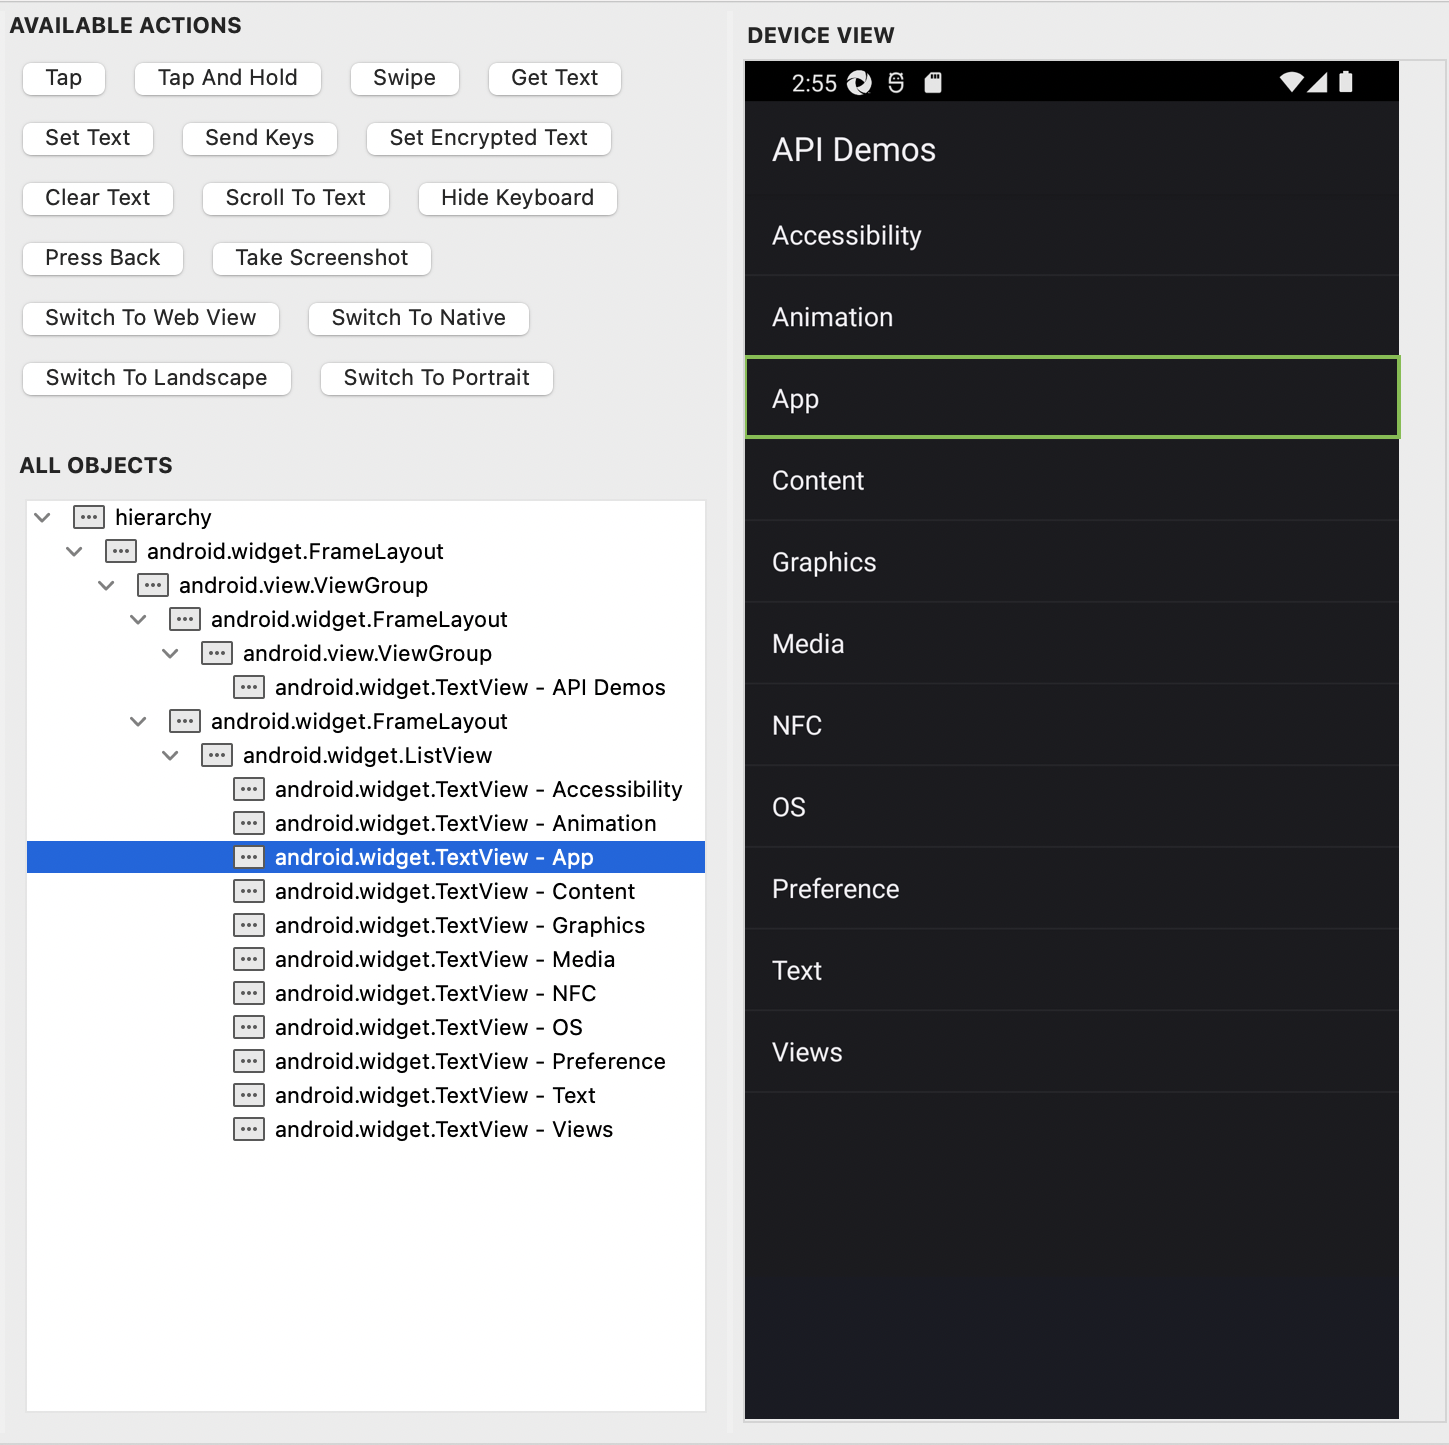 AVAILABLE ACTIONS
Tap Tap And Hold Swipe Get Text
Set Text Send Keys Set Encrypted Text
Clear Text Scroll To Text Hide Keyboard
Press Back Take Screenshot
Switch To Web View Switch To Native
Switch To Landscape Switch To Portrait
ALL OBJECTS
hierarchy
android.widget.FrameLayout
android.view.ViewGroup
android.widget.FrameLayout
android.view.ViewGroup
android.widget.TextView - API Demos
android.widget.FrameLayout
android.widget.ListView
android.widget.TextView - Accessibility
android.widget.TextView - Animation
android.widget.TextView - App
android.widget.TextView - Content
android.widget.TextView - Graphics
android.widget.TextView - Media
android.widget.TextView - NFC
android.widget.TextView - OS
android.widget.TextView - Preference
android.widget.TextView - Text
android.widget.TextView - Views
DEVICE VIEW
2:55
API Demos
Accessibility
Animation
App
Content
Graphics
Media
NFC
OS
Preference
Text
Views